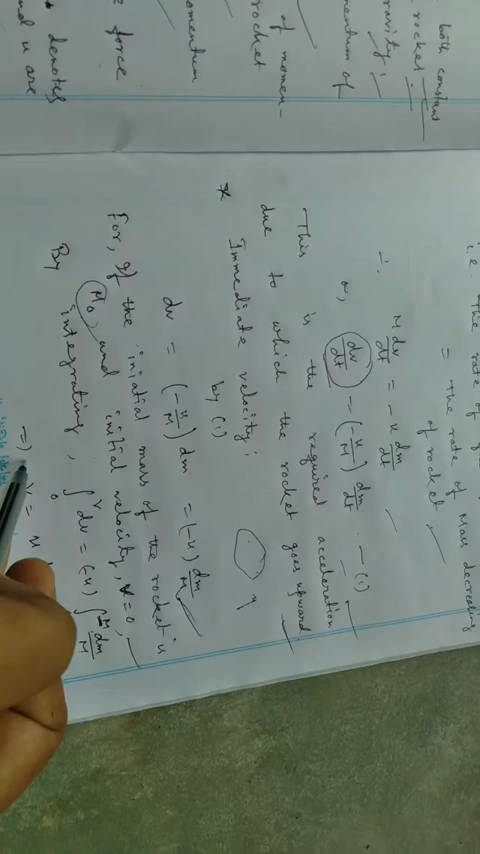 both constant
rocket
gravity
mentum of
of momen-
rocket
momentum
force
* denotes
and u are
i.e. The rate of
= the rate of Mass decreasing
of rocket
∴ M dv/dt = -u dm/dt
or, dv/dt = (-u/M) dm/dt -(i)
This is the required acceleration
due to which the rocket goes upward
* Immediate velocity:
by (i)
dv = (-u/M) dm = (-u) dm/M
For, If the initial mass of the rocket is
M₀, and initial velocity, v=0,
By integrating, ∫₀^v dv = (-u) ∫^M dm/M
⇒ v = u